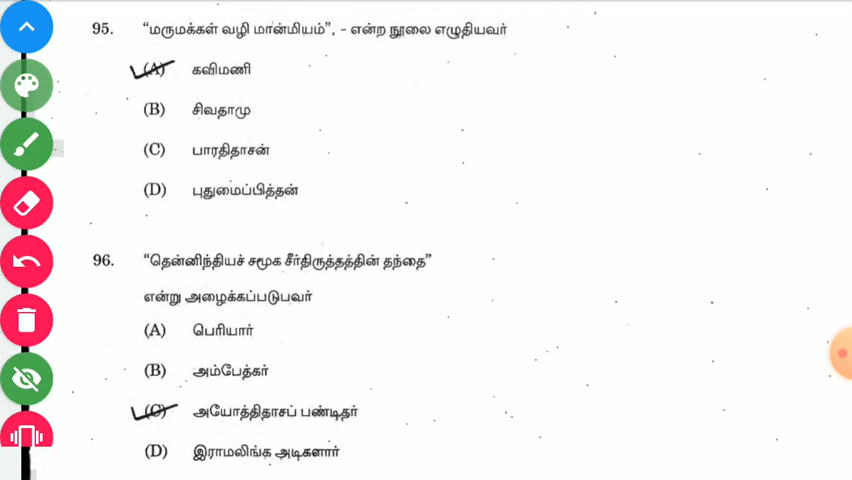 95. “மருமக்கள் வழி மான்மியம்”, - என்ற நூலை எழுதியவர்
(A) கவிமணி
(B) சிவதாமு
(C) பாரதிதாசன்
(D) புதுமைப்பித்தன்
96. “தென்னிந்தியச் சமூக சீர்திருத்தத்தின் தந்தை”
என்று அழைக்கப்படுபவர்
(A) பெரியார்
(B) அம்பேத்கர்
(C) அயோத்திதாசப் பண்டிதர்
(D) இராமலிங்க அடிகளார்